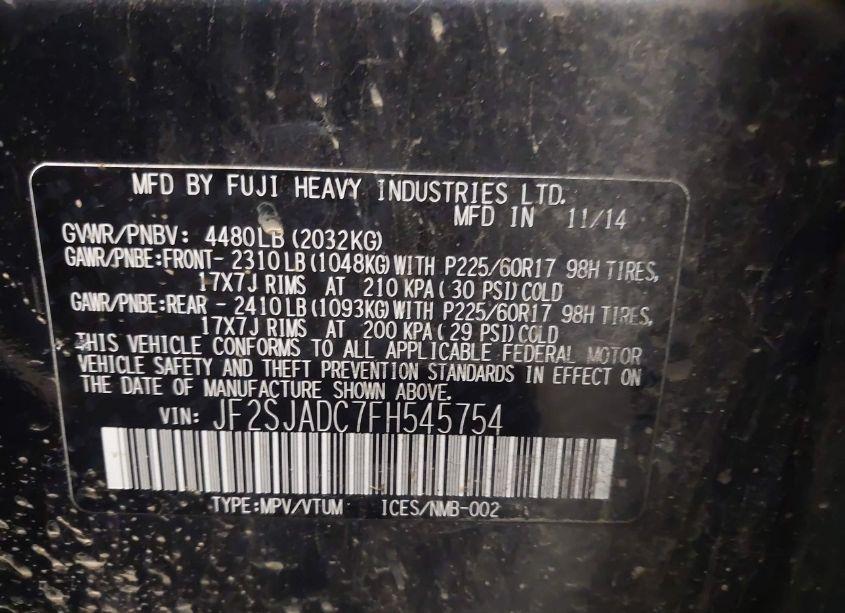 MFD BY FUJI HEAVY INDUSTRIES LTD.
MFD IN 11/14
GVWR/PNBV: 4480LB (2032KG)
GAWR/PNBE:FRONT- 2310LB (1048KG) WITH P225/60R17 98H TIRES,
17X7J RIMS AT 210 KPA (30 PSI) COLD
GAWR/PNBE:REAR - 2410LB (1093KG) WITH P225/60R17 98H TIRES,
17X7J RIMS AT 200 KPA (29 PSI) COLD
THIS VEHICLE CONFORMS TO ALL APPLICABLE FEDERAL MOTOR
VEHICLE SAFETY AND THEFT PREVENTION STANDARDS IN EFFECT ON
THE DATE OF MANUFACTURE SHOWN ABOVE.
VIN: JF2SJADC7FH545754
TYPE:MPV/VTUM ICES/NMB-002